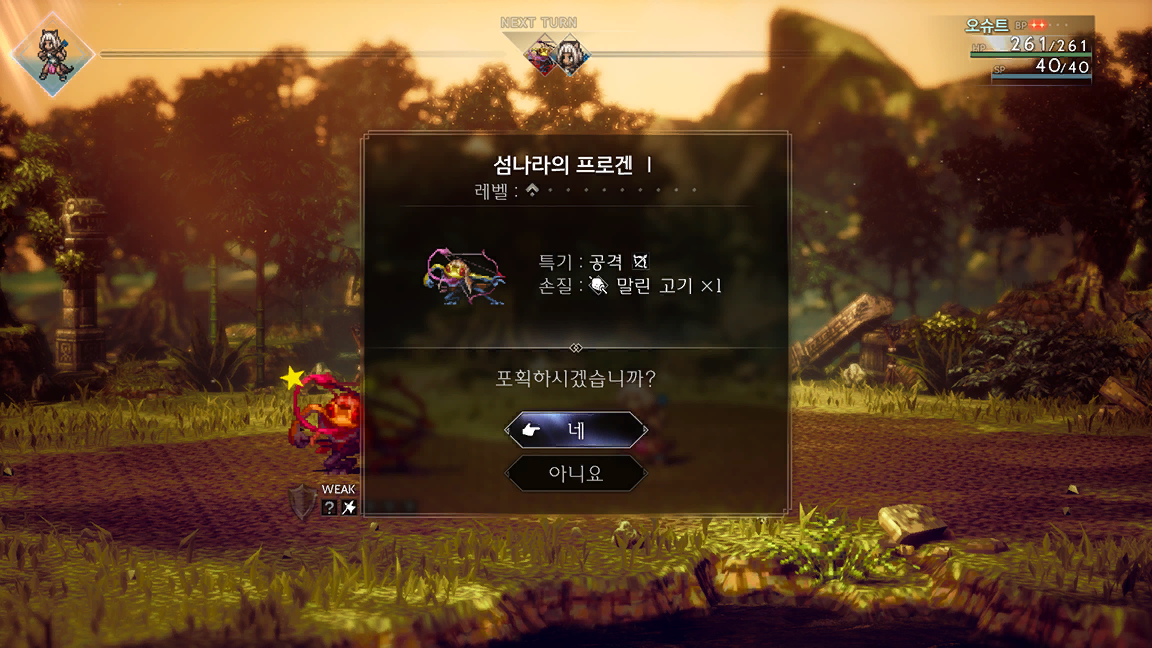 NEXT TURN
오슈트 BP
HP 261/261
SP 40/40
섬나라의 프로겐 Ⅰ
레벨 :
특기 : 공격
손질 : 말린 고기 ×1
포획하시겠습니까?
네
아니요
WEAK
?